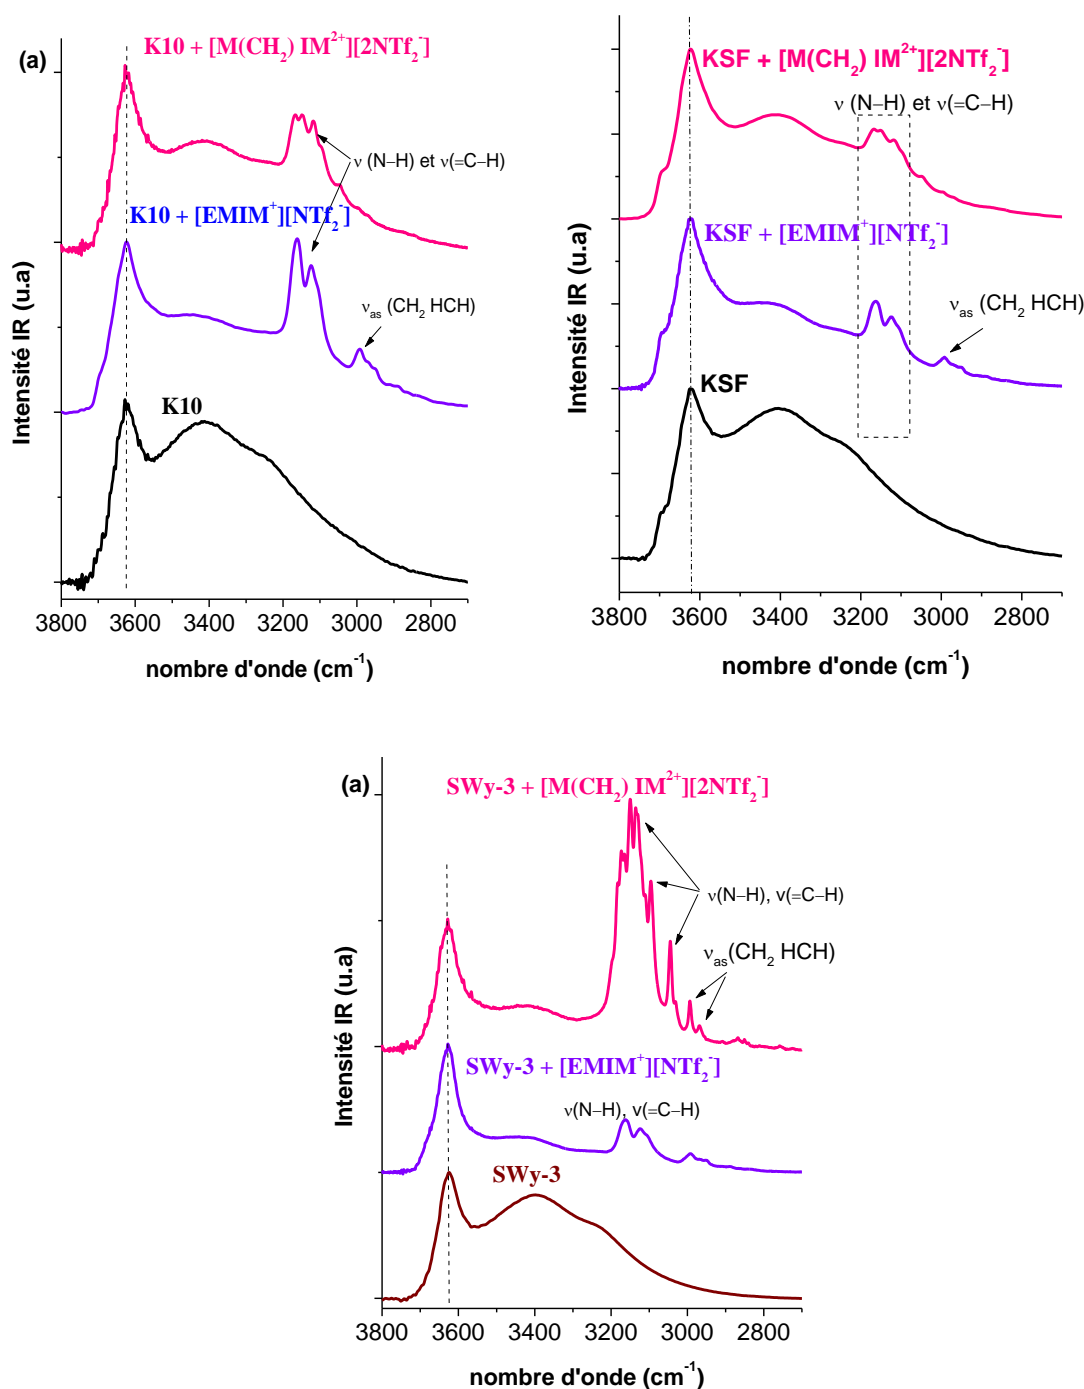 (a)
K10 + [M(CH₂) IM²⁺][2NTf₂⁻]
ν (N–H) et ν(=C–H)
K10 + [EMIM⁺][NTf₂⁻]
νas (CH₂ HCH)
K10
Intensité IR (u.a)
3800 3600 3400 3200 3000 2800
nombre d'onde (cm⁻¹)
KSF + [M(CH₂) IM²⁺][2NTf₂⁻]
ν (N–H) et ν(=C–H)
KSF + [EMIM⁺][NTf₂⁻]
νas (CH₂ HCH)
KSF
Intensité IR (u.a)
3800 3600 3400 3200 3000 2800
nombre d'onde (cm⁻¹)
(a)
SWy-3 + [M(CH₂) IM²⁺][2NTf₂⁻]
ν(N–H), v(=C–H)
νas(CH₂ HCH)
SWy-3 + [EMIM⁺][NTf₂⁻]
ν(N–H), v(=C–H)
SWy-3
Intensité IR (u.a)
3800 3600 3400 3200 3000 2800
nombre d'onde (cm⁻¹)